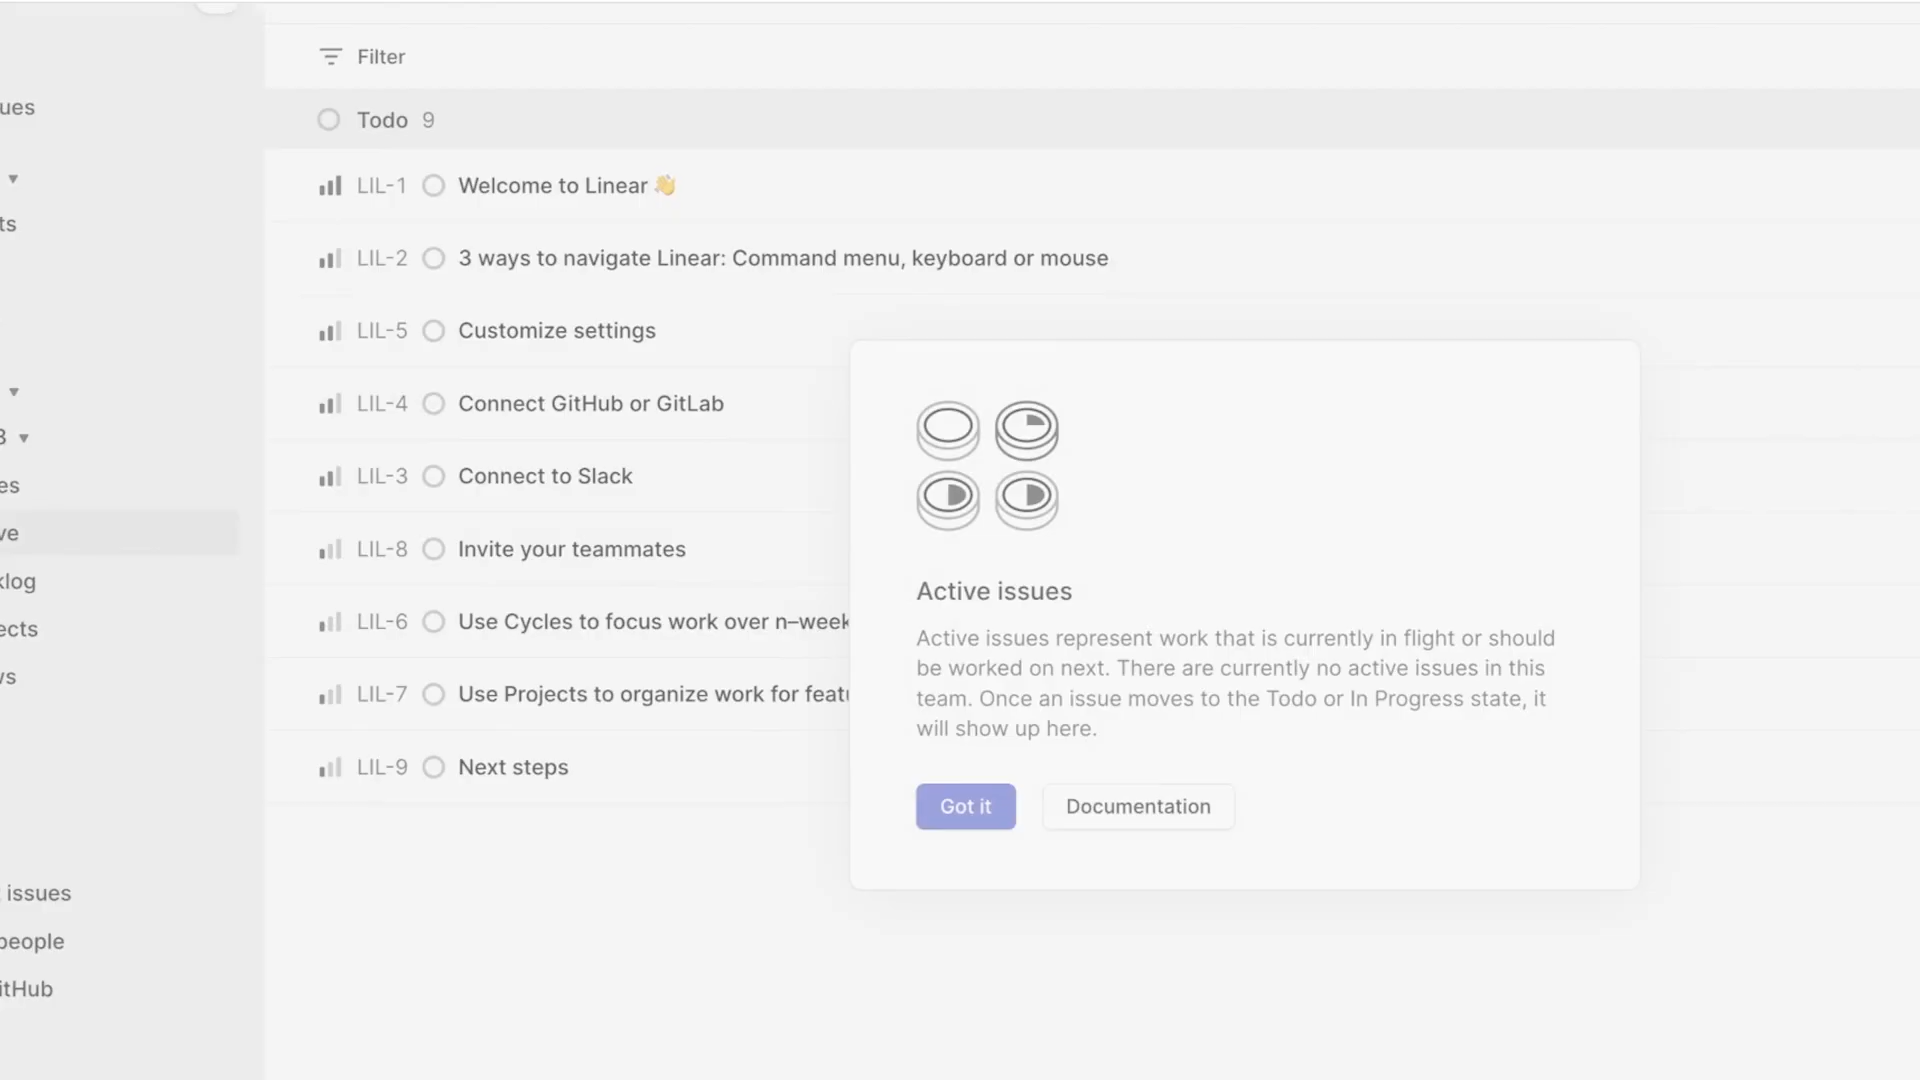 Filter
Todo 9
LIL-1 Welcome to Linear 👋
LIL-2 3 ways to navigate Linear: Command menu, keyboard or mouse
LIL-5 Customize settings
LIL-4 Connect GitHub or GitLab
LIL-3 Connect to Slack
LIL-8 Invite your teammates
LIL-6 Use Cycles to focus work over n–week
LIL-7 Use Projects to organize work for featu
LIL-9 Next steps
ues
ts
3
es
ve
klog
ects
ws
issues
people
itHub
Active issues
Active issues represent work that is currently in flight or should
be worked on next. There are currently no active issues in this
team. Once an issue moves to the Todo or In Progress state, it
will show up here.
Got it
Documentation